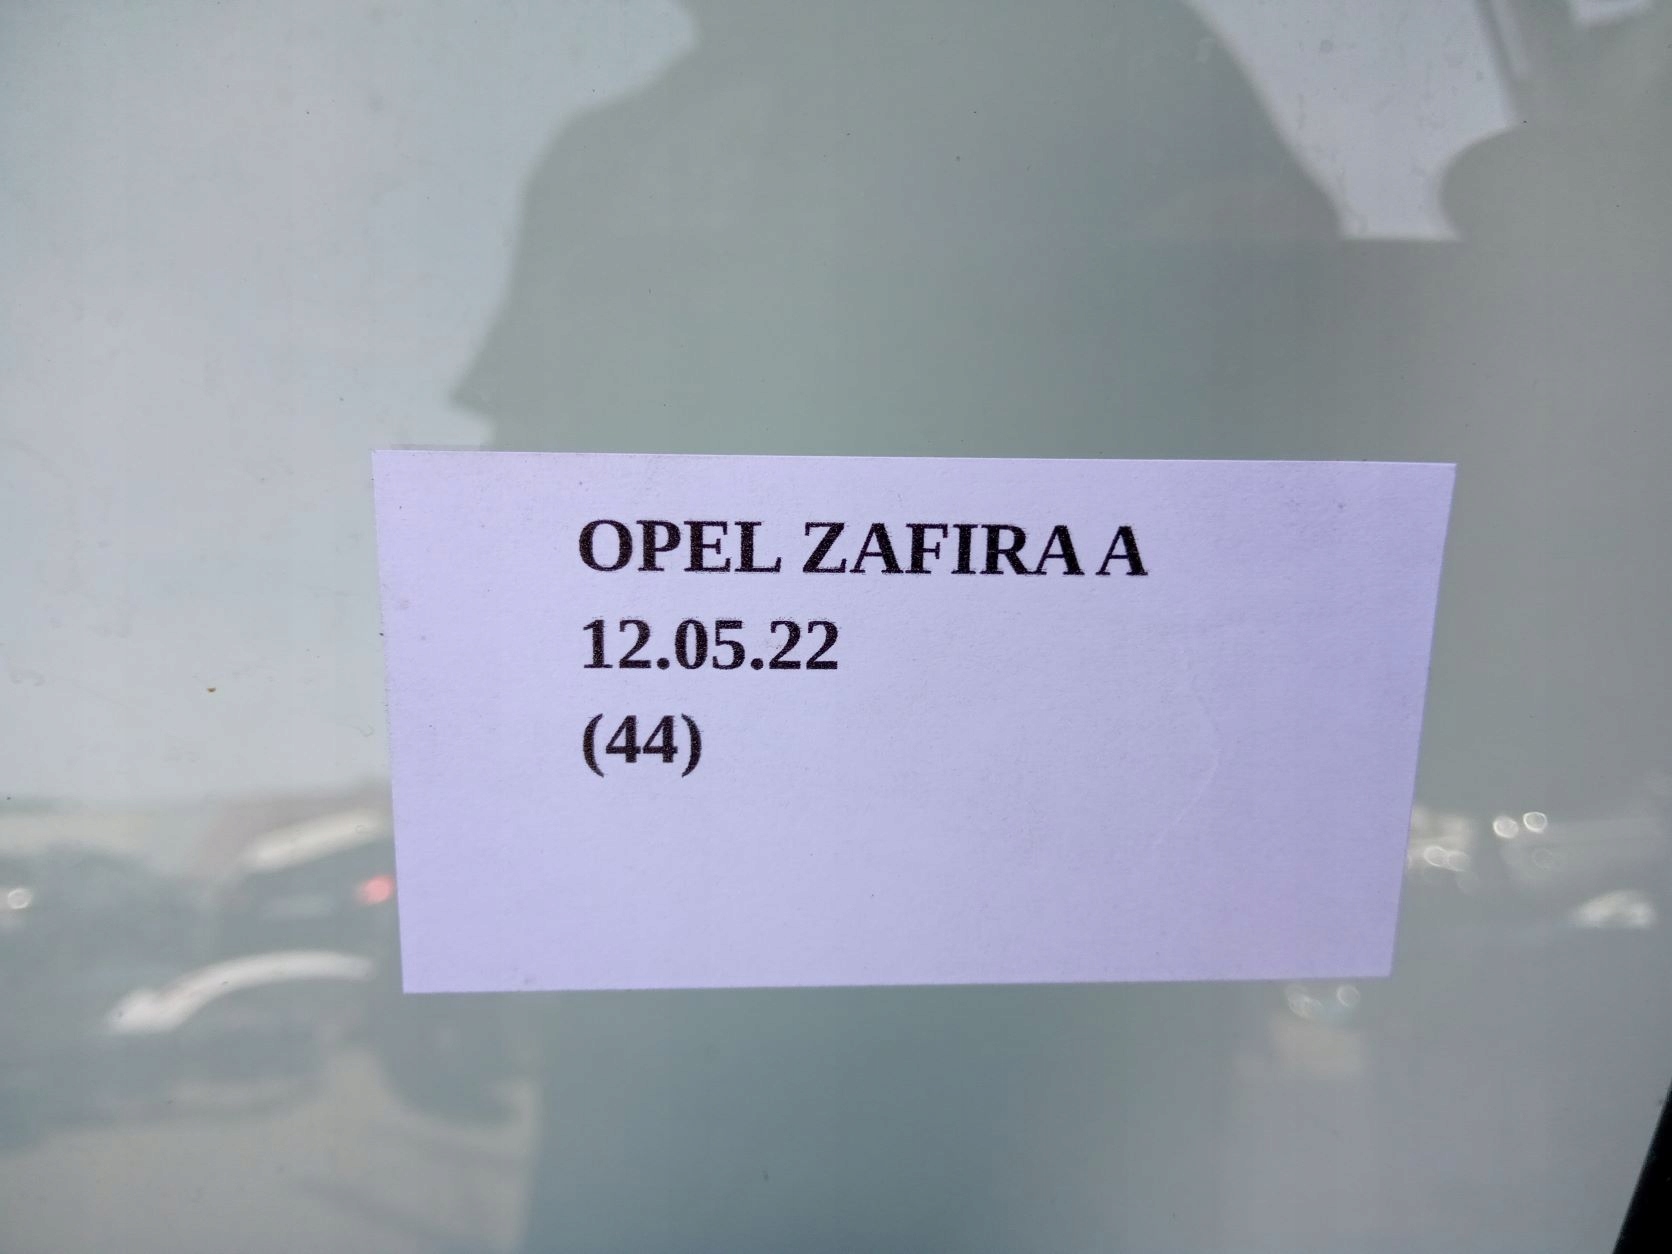 OPEL ZAFIRA A
12.05.22
(44)